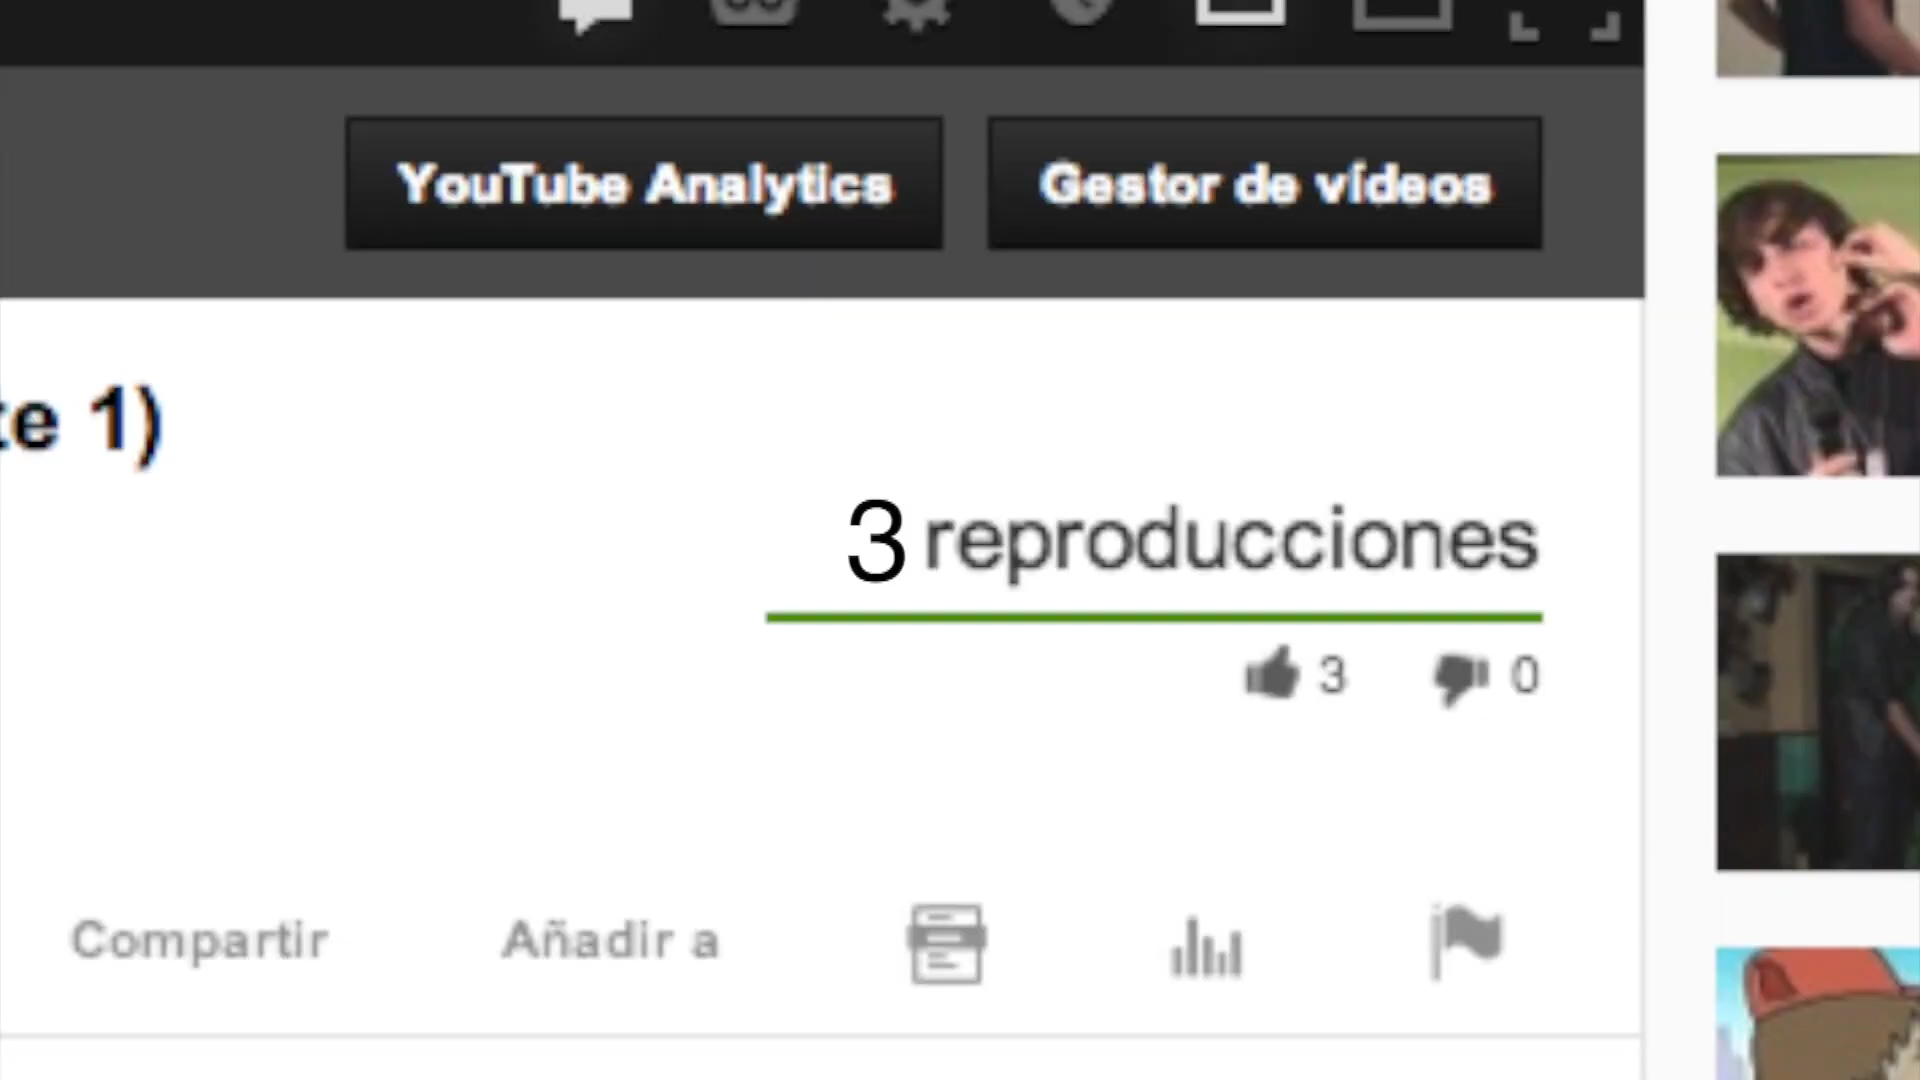 YouTube Analytics
Gestor de vídeos
te 1)
3 reproducciones
3 0
Compartir
Añadir a